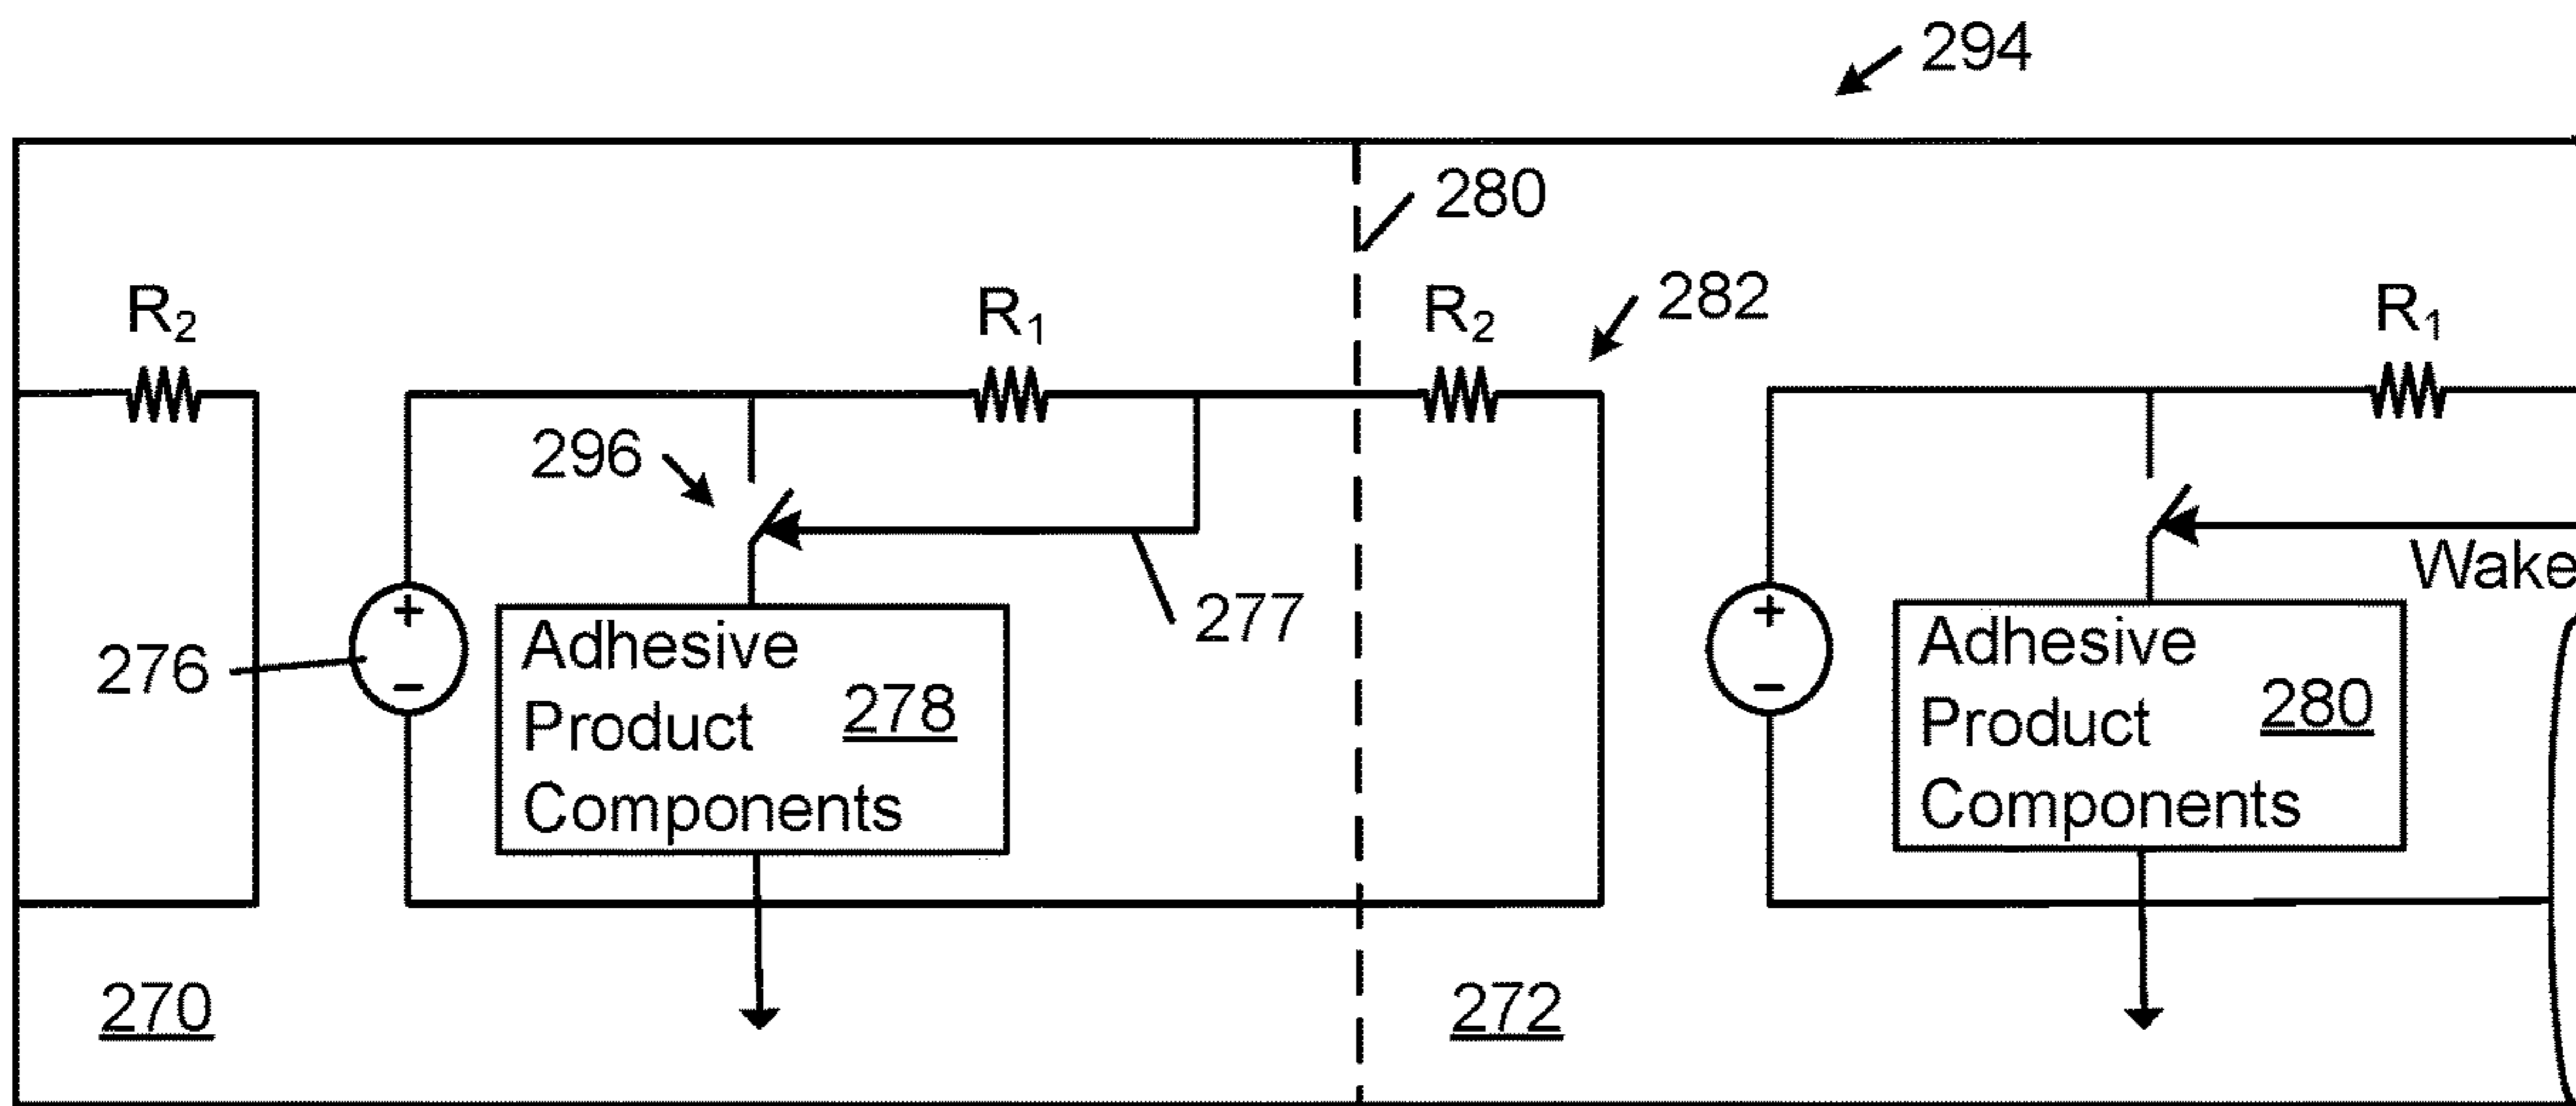 294
280
R₂
R₁
R₂
282
R₁
296
277
276
Adhesive
Product
Components
278
Wake
Adhesive
Product
Components
280
270
272